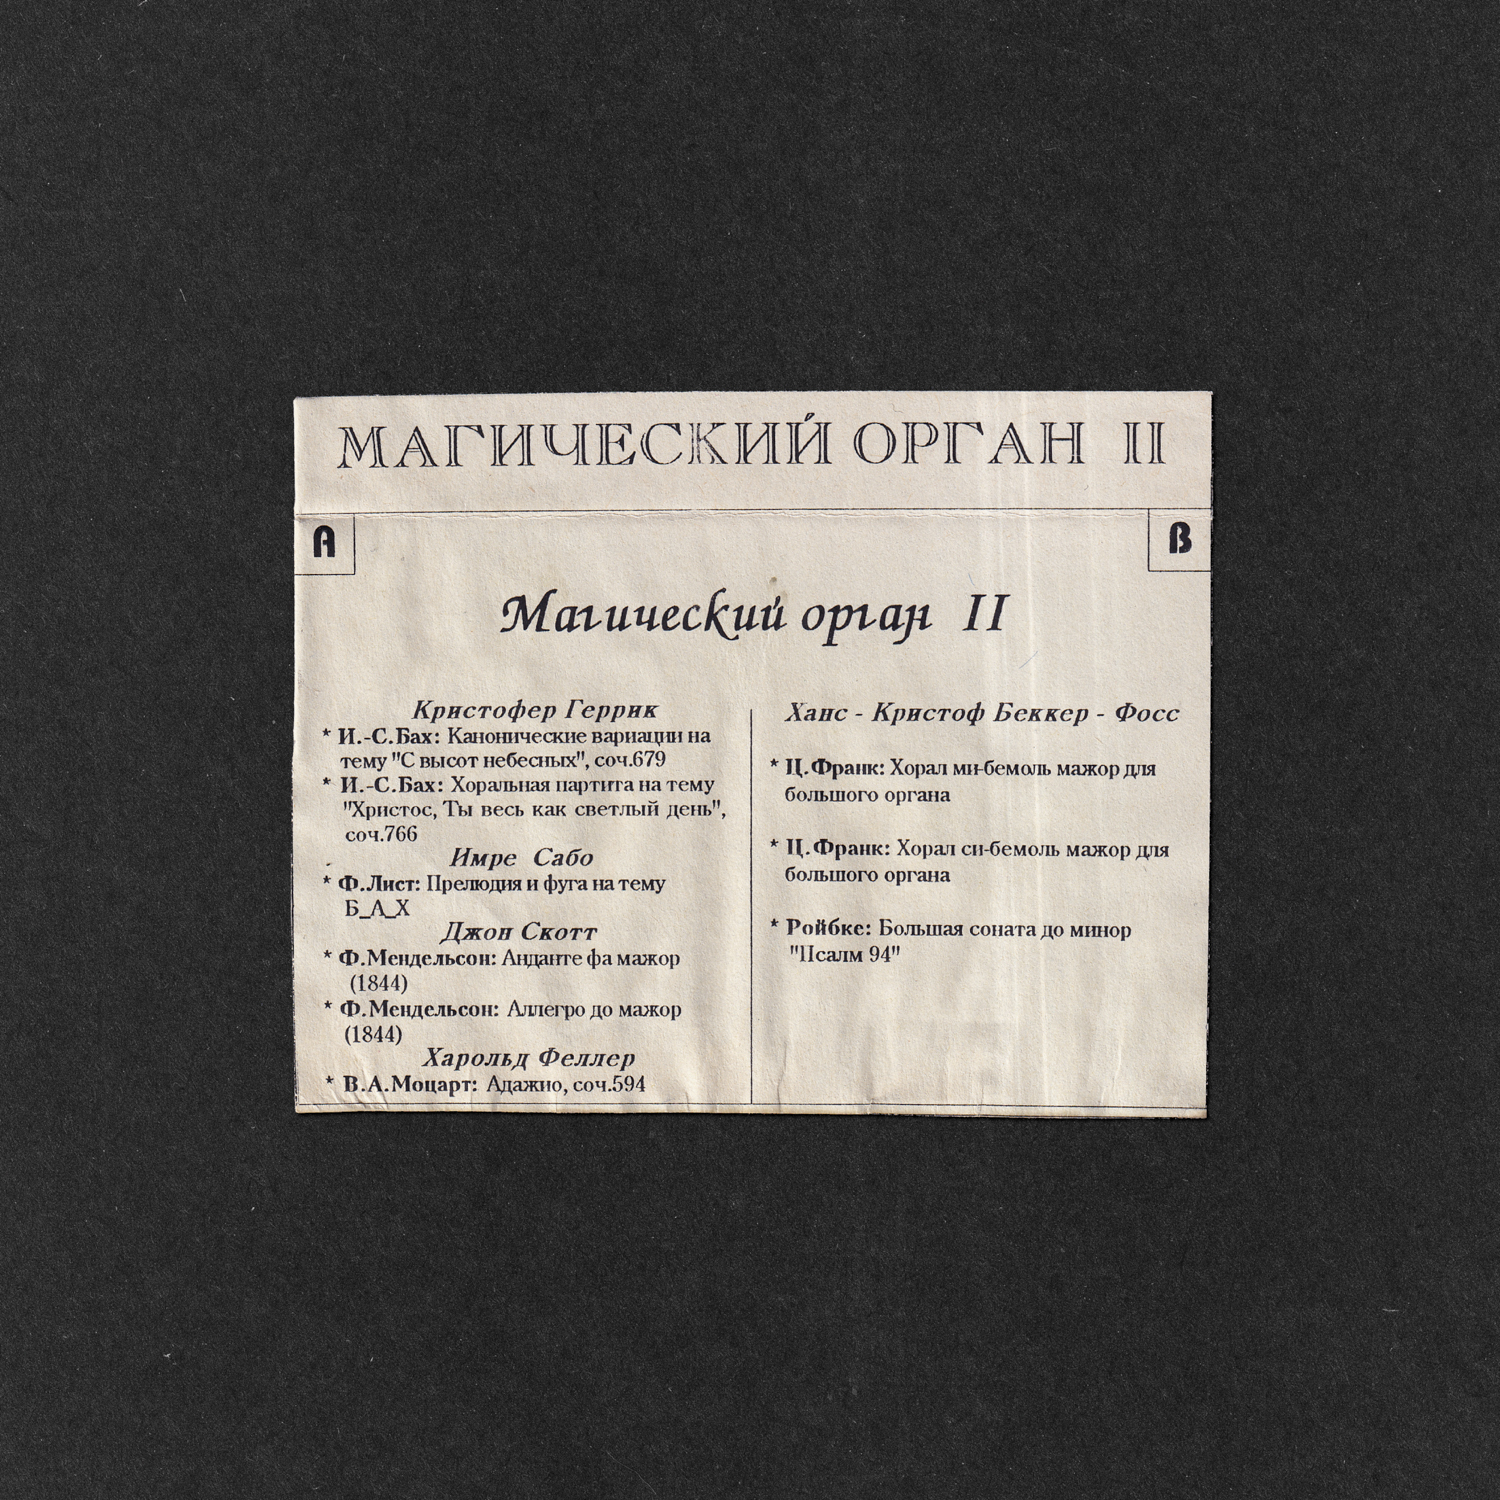 МАГИЧЕСКИЙ ОРГАН II
A
B
Магический орган II
Кристофер Геррик
* И.-С.Бах: Канонические вариации на
тему "С высот небесных", соч.679
* И.-С.Бах: Хоральная партита на тему
"Христос, Ты весь как светлый день",
соч.766
Имре Сабо
* Ф.Лист: Прелюдия и фуга на тему
Б_А_Х
Джон Скотт
* Ф.Мендельсон: Анданте фа мажор
(1844)
* Ф.Мендельсон: Аллегро до мажор
(1844)
Харольд Феллер
* В.А.Моцарт: Адажио, соч.594
Ханс - Кристоф Беккер - Фосс
* Ц.Франк: Хорал ми-бемоль мажор для
большого органа
* Ц.Франк: Хорал си-бемоль мажор для
большого органа
* Ройбке: Большая соната до минор
"Псалм 94"